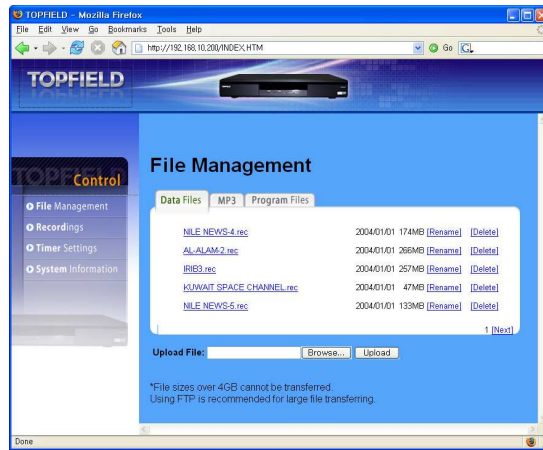 TOPFIELD - Mozilla Firefox
File Edit View Go Bookmarks Tools Help
http://192.168.10.200/INDEX.HTM Go
TOPFIELD
File Management
TOPFIELD
Control
Data Files MP3 Program Files
File Management
Recordings
Timer Settings
System Information
NILE NEWS-4.rec 2004/01/01 174MB [Rename] [Delete]
AL-ALAM-2.rec 2004/01/01 266MB [Rename] [Delete]
IRIB3.rec 2004/01/01 257MB [Rename] [Delete]
KUWAIT SPACE CHANNEL.rec 2004/01/01 47MB [Rename] [Delete]
NILE NEWS-5.rec 2004/01/01 133MB [Rename] [Delete]
1 [Next]
Upload File: Browse... Upload
*File sizes over 4GB cannot be transferred.
Using FTP is recommended for large file transferring.
Done